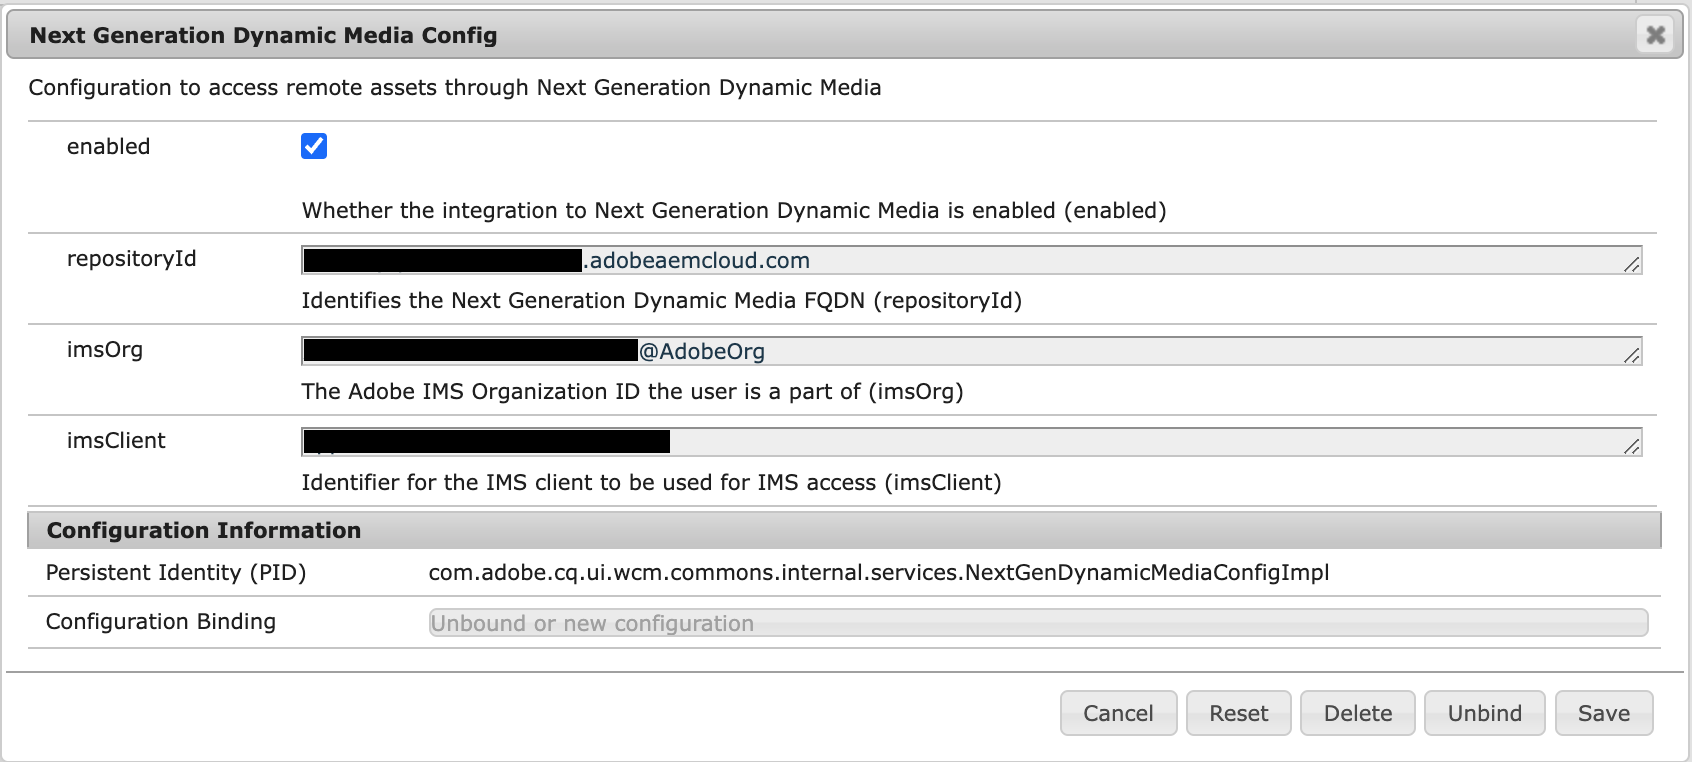 Next Generation Dynamic Media Config
Configuration to access remote assets through Next Generation Dynamic Media
enabled
Whether the integration to Next Generation Dynamic Media is enabled (enabled)
repositoryId
.adobeaemcloud.com
Identifies the Next Generation Dynamic Media FQDN (repositoryId)
imsOrg
@AdobeOrg
The Adobe IMS Organization ID the user is a part of (imsOrg)
imsClient
Identifier for the IMS client to be used for IMS access (imsClient)
Configuration Information
Persistent Identity (PID) com.adobe.cq.ui.wcm.commons.internal.services.NextGenDynamicMediaConfigImpl
Configuration Binding Unbound or new configuration
Cancel Reset Delete Unbind Save